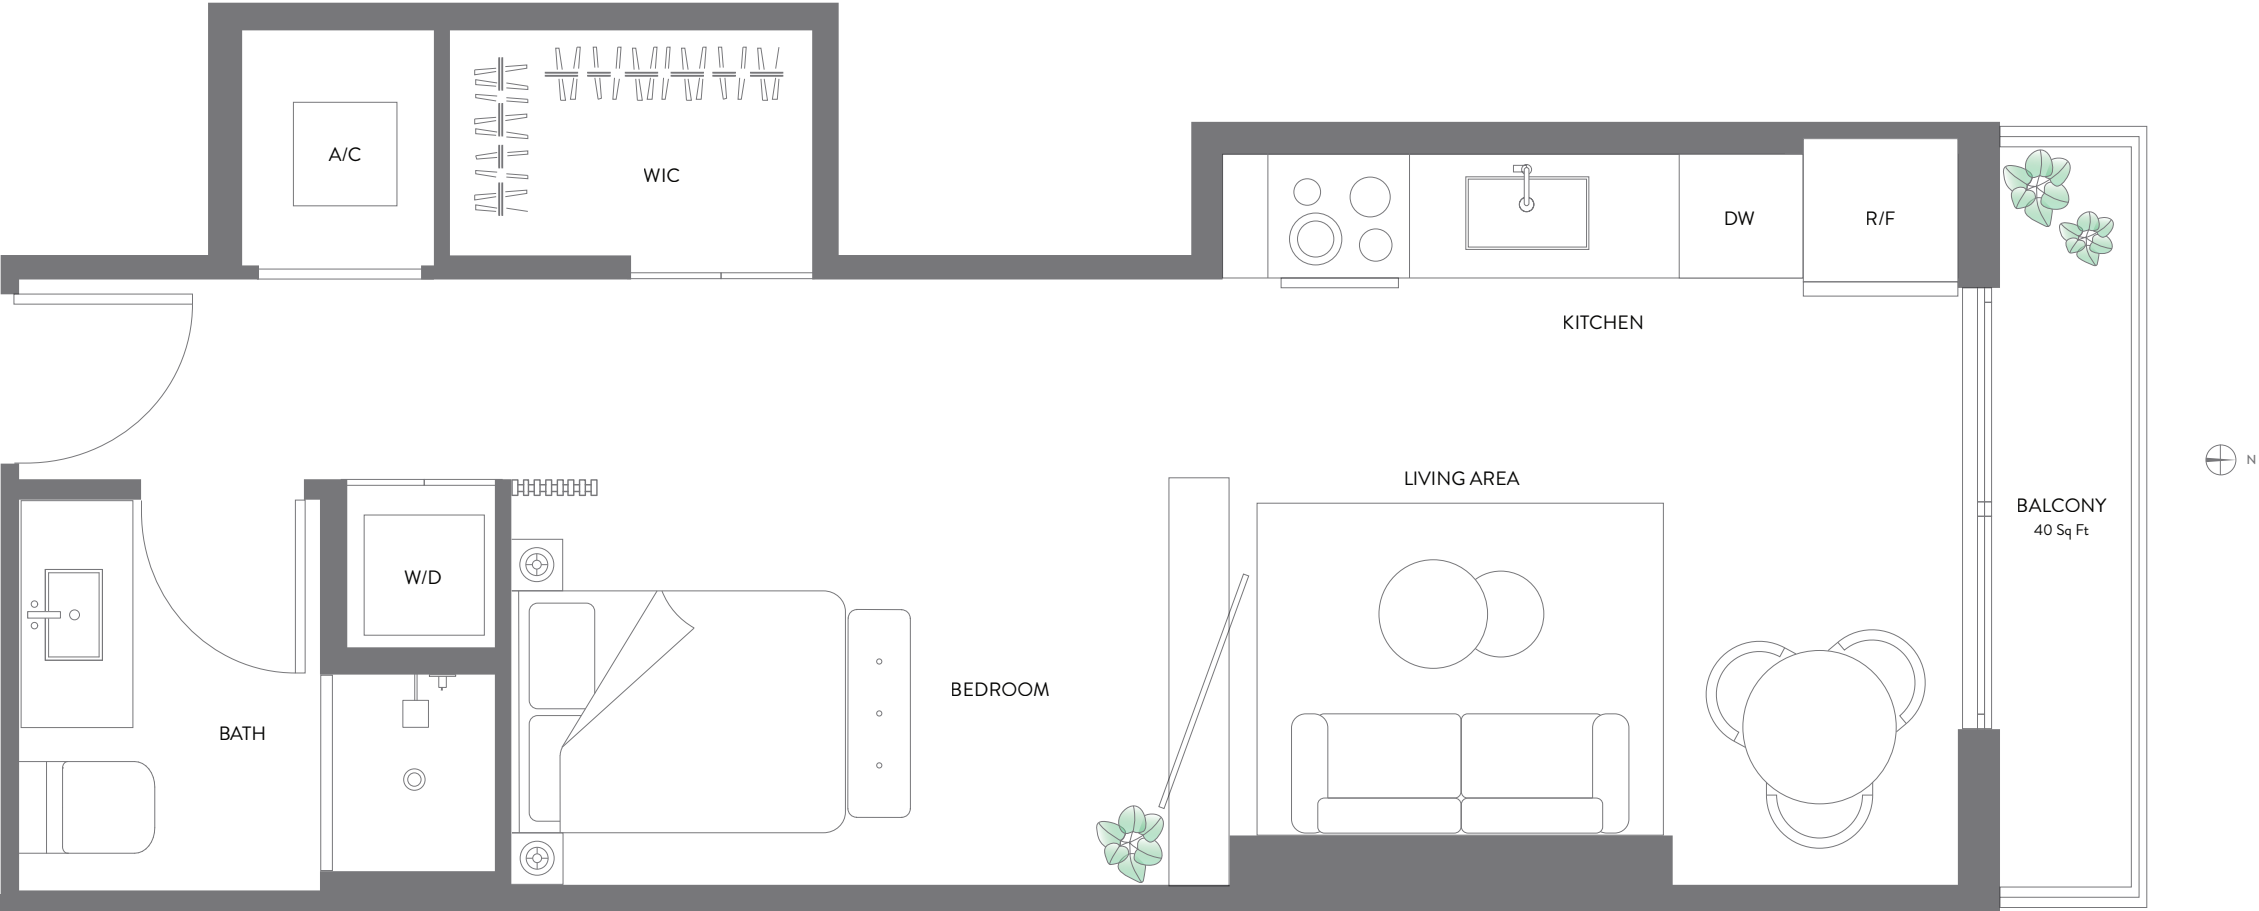 A/C
WIC
DW
R/F
KITCHEN
LIVING AREA
N
BALCONY
40 Sq Ft
W/D
BEDROOM
BATH